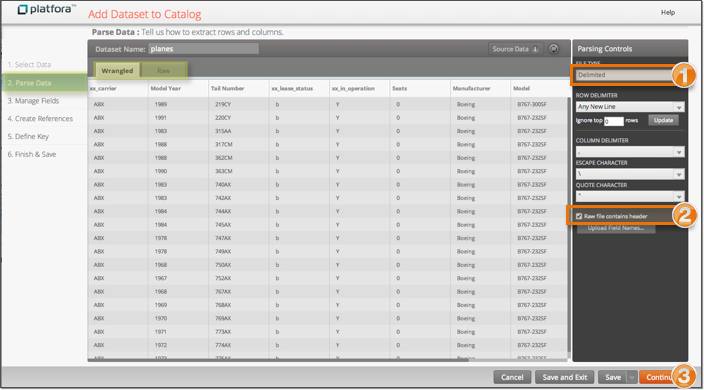 platfora™
Add Dataset to Catalog
Help
Parse Data : Tell us how to extract rows and columns.
Dataset Name: planes
Source Data
Parsing Controls
1. Select Data
2. Parse Data
3. Manage Fields
4. Create References
5. Define Key
6. Finish & Save
Wrangled Raw
xx_carrier Model Year Tail Number xx_lease_status xx_in_operation Seats Manufacturer Model
ABX 1989 219CY b Y 0 Boeing B767-300SF
ABX 1991 220CY b Y 0 Boeing B767-232SF
ABX 1983 315AA b Y 0 Boeing B767-232SF
ABX 1988 317CM b Y 0 Boeing B767-232SF
ABX 1988 362CM b Y 0 Boeing B767-232SF
ABX 1990 363CM b Y 0 Boeing B767-232SF
ABX 1983 740AX b Y 0 Boeing B767-232SF
ABX 1983 742AX b Y 0 Boeing B767-232SF
ABX 1984 744AX b Y 0 Boeing B767-232SF
ABX 1984 745AX b Y 0 Boeing B767-232SF
ABX 1978 747AX b Y 0 Boeing B767-232SF
ABX 1978 749AX b Y 0 Boeing B767-232SF
ABX 1968 750AX b Y 0 Boeing B767-232SF
ABX 1967 752AX b Y 0 Boeing B767-232SF
ABX 1968 767AX b Y 0 Boeing B767-232SF
ABX 1969 768AX b Y 0 Boeing B767-232SF
ABX 1970 769AX b Y 0 Boeing B767-232SF
ABX 1971 773AX b Y 0 Boeing B767-232SF
ABX 1972 774AX b Y 0 Boeing B767-232SF
FILE TYPE
Delimited
1
ROW DELIMITER
Any New Line
Ignore top 0 rows Update
COLUMN DELIMITER
,
ESCAPE CHARACTER
\
QUOTE CHARACTER
"
Raw file contains header
2
Upload Field Names...
Cancel Save and Exit Save Continu
3